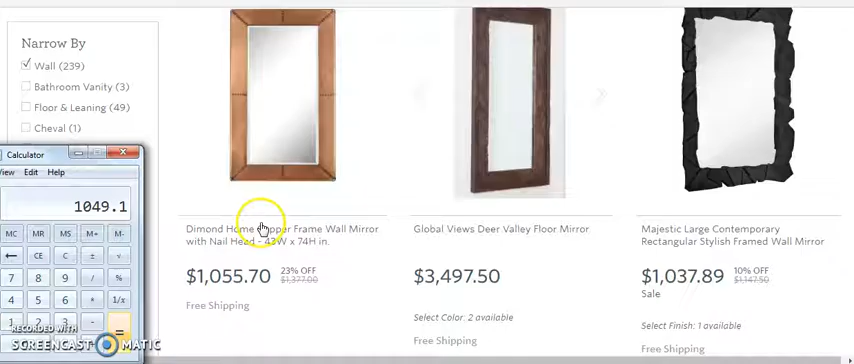 Narrow By
Wall (239)
Bathroom Vanity (3)
Floor & Leaning (49)
Cheval (1)
Calculator
View Edit Help
1049.1
MC MR MS M+ M-
← CE C ± √
7 8 9 / %
4 5 6 * 1/x
1 2 3 - =
RECORDED WITH
SCREENCAST MATIC
Dimond Home Frame Wall Mirror
with Nail Head - 43W x 74H in.
$1,055.70
23% OFF
$1,377.00
Free Shipping
Global Views Deer Valley Floor Mirror
$3,497.50
Select Color: 2 available
Free Shipping
Majestic Large Contemporary
Rectangular Stylish Framed Wall Mirror
$1,037.89
10% OFF
$1,147.50
Sale
Select Finish: 1 available
Free Shipping